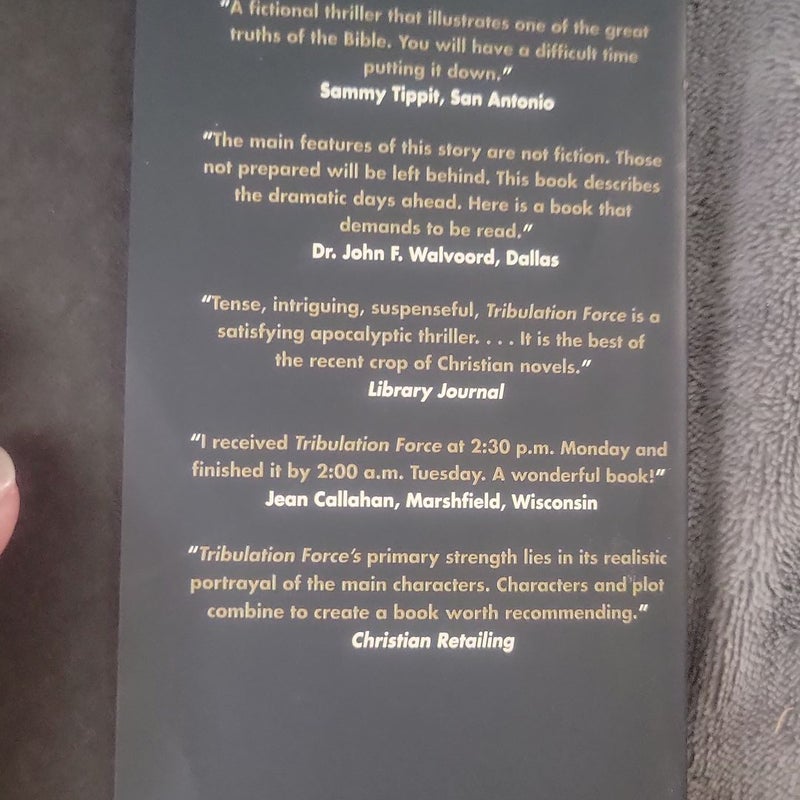 "A fictional thriller that illustrates one of the great
truths of the Bible. You will have a difficult time
putting it down."
Sammy Tippit, San Antonio
"The main features of this story are not fiction. Those
not prepared will be left behind. This book describes
the dramatic days ahead. Here is a book that
demands to be read."
Dr. John F. Walvoord, Dallas
"Tense, intriguing, suspenseful, Tribulation Force is a
satisfying apocalyptic thriller. . . . It is the best of
the recent crop of Christian novels."
Library Journal
"I received Tribulation Force at 2:30 p.m. Monday and
finished it by 2:00 a.m. Tuesday. A wonderful book!"
Jean Callahan, Marshfield, Wisconsin
"Tribulation Force's primary strength lies in its realistic
portrayal of the main characters. Characters and plot
combine to create a book worth recommending."
Christian Retailing